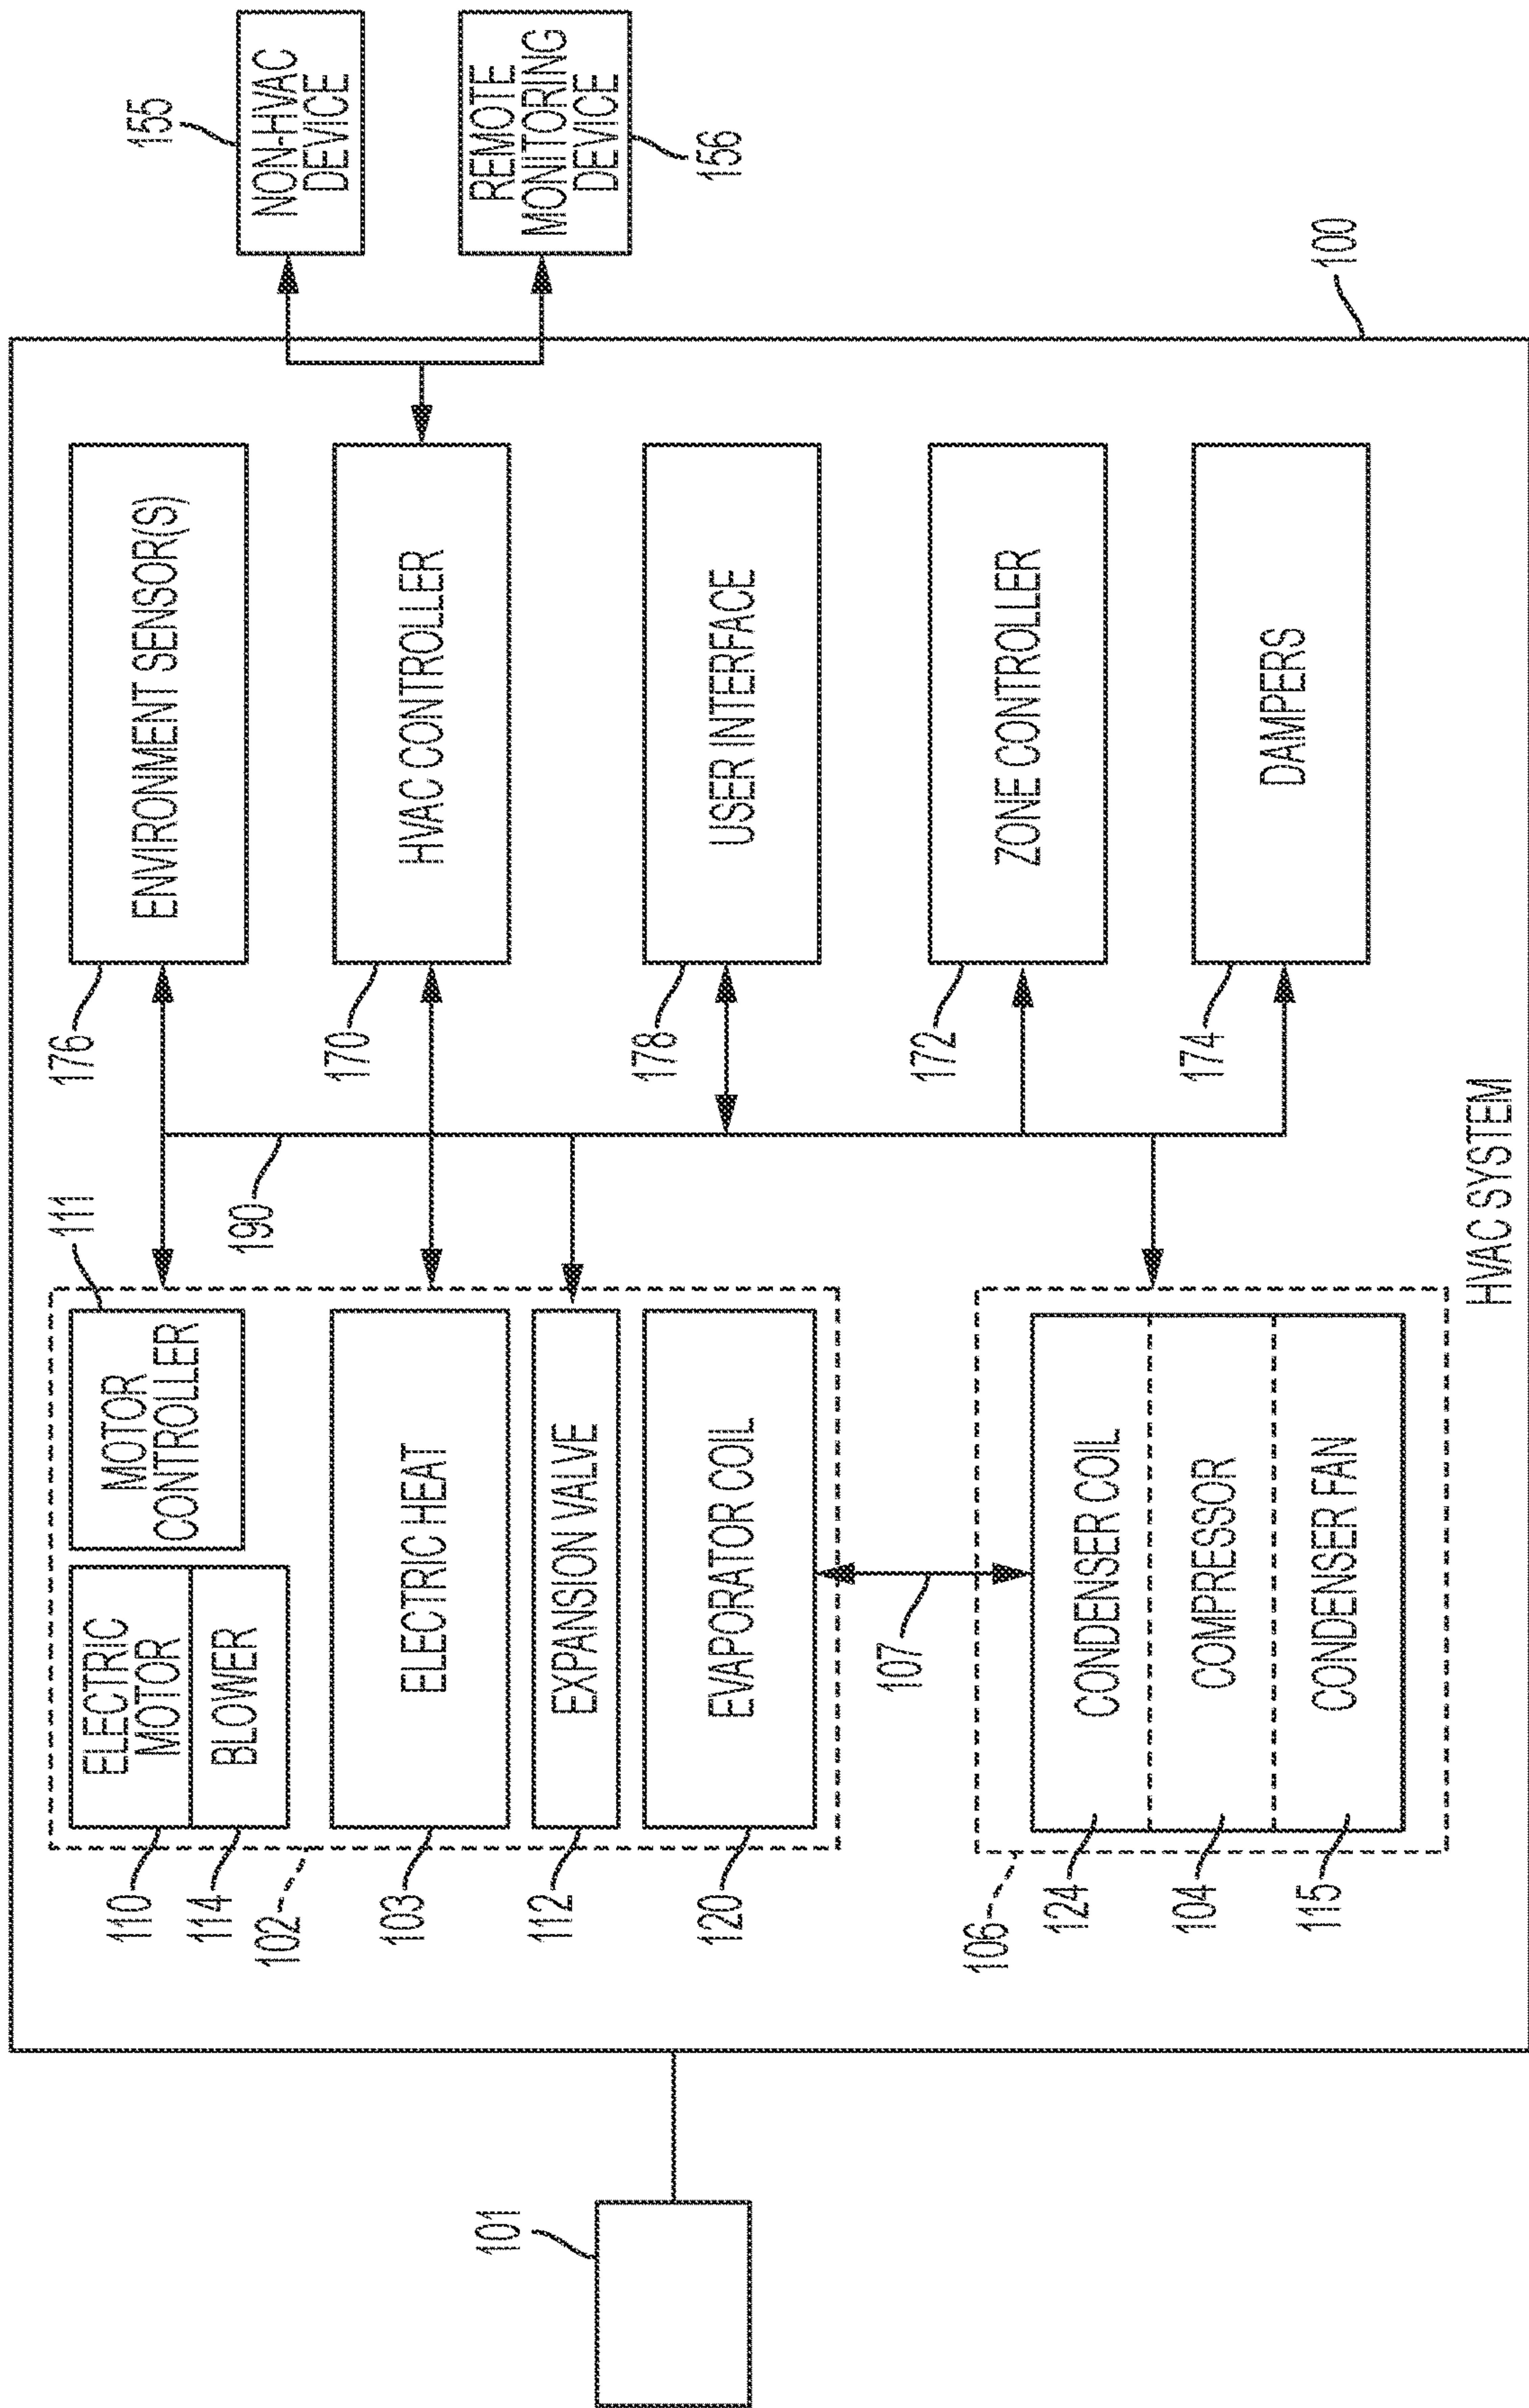 155
NON-HVAC
DEVICE
REMOTE
MONITORING
DEVICE
156
100
176
ENVIRONMENT SENSOR(S)
170
HVAC CONTROLLER
178
USER INTERFACE
172
ZONE CONTROLLER
174
DAMPERS
190
111
MOTOR
CONTROLLER
ELECTRIC
MOTOR
BLOWER
110
114
102
ELECTRIC HEAT
103
EXPANSION VALVE
112
EVAPORATOR COIL
120
107
CONDENSER COIL
COMPRESSOR
CONDENSER FAN
106
124
104
115
HVAC SYSTEM
101